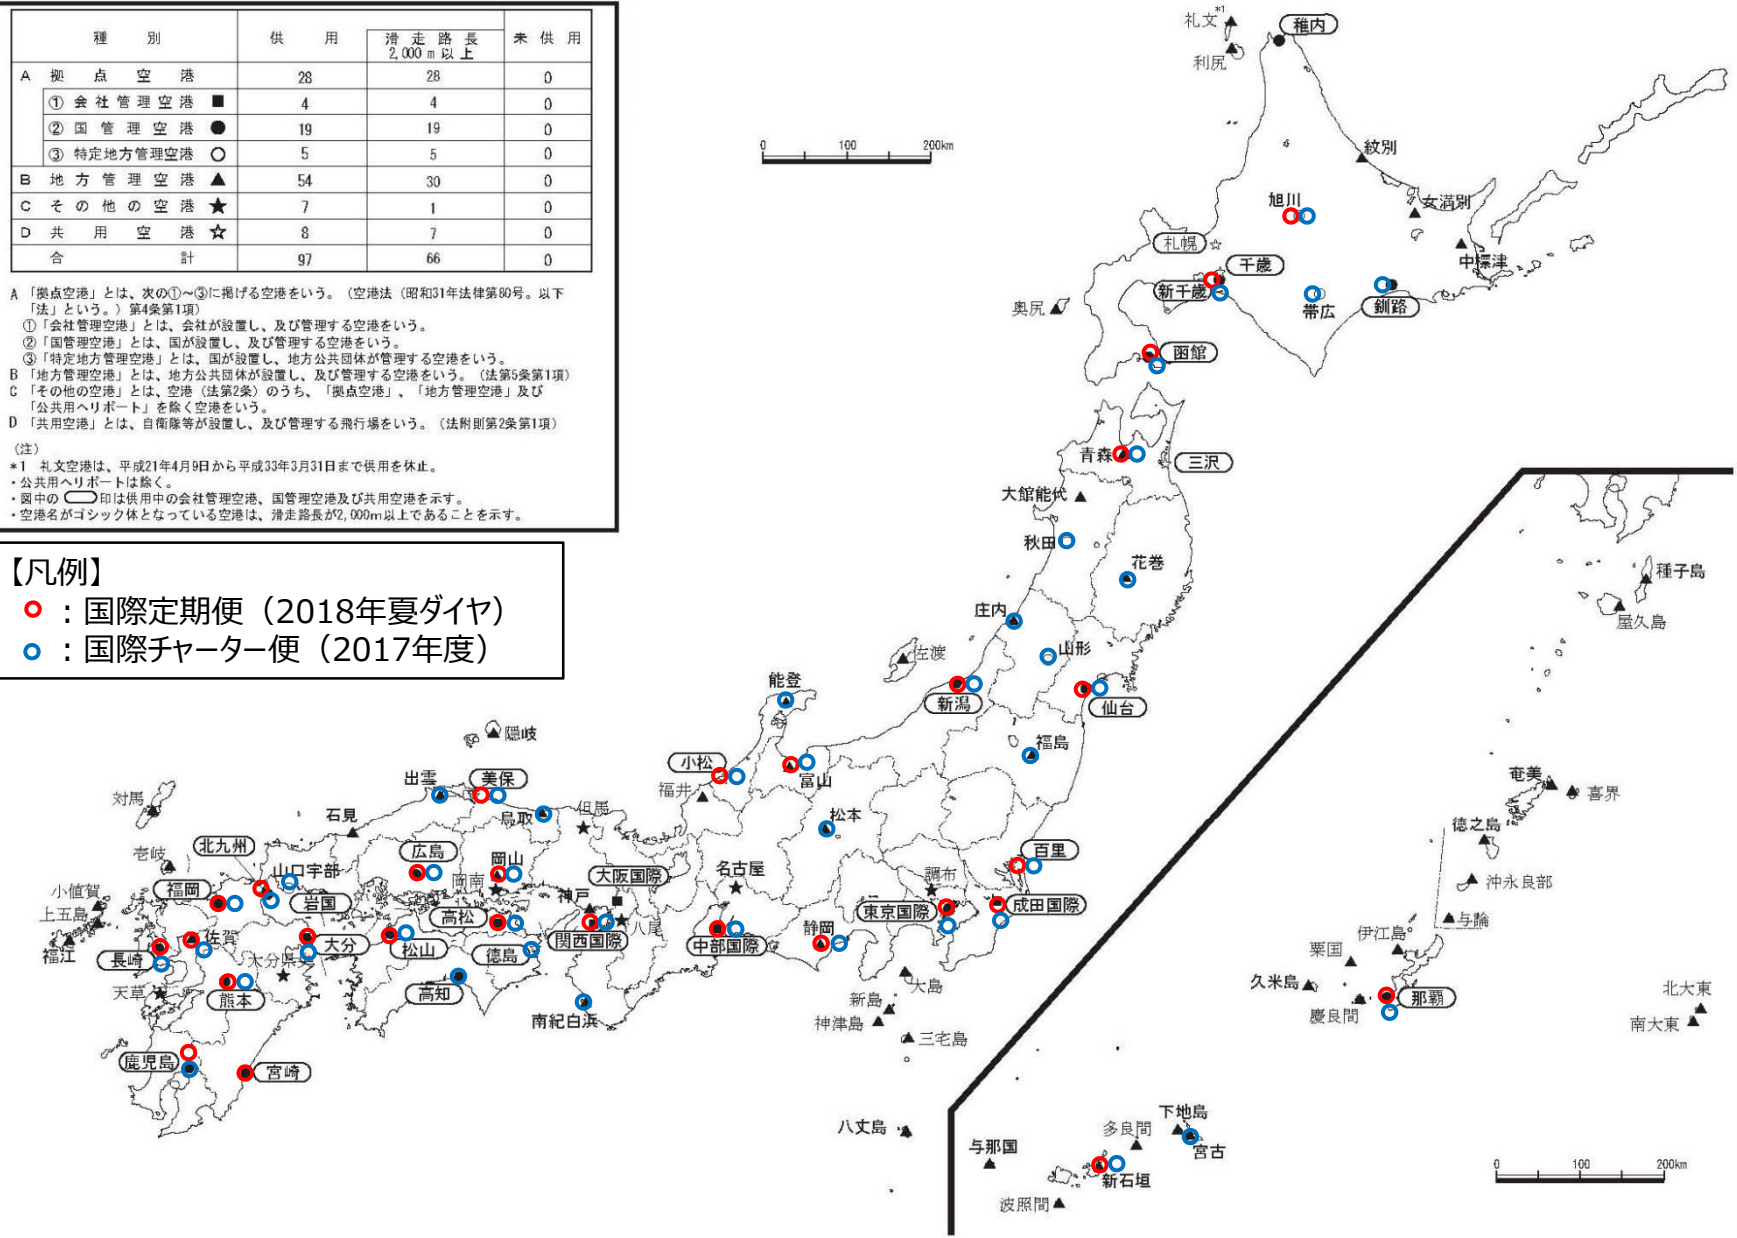 種別 供用 滑走路長2,000m以上 未供用
A 拠点空港 28 28 0
① 会社管理空港 ■ 4 4 0
② 国管理空港 ● 19 19 0
③ 特定地方管理空港 ○ 5 5 0
B 地方管理空港 ▲ 54 30 0
C その他の空港 ★ 7 1 0
D 共用空港 ☆ 8 7 0
合計 97 66 0
A 「拠点空港」とは、次の①～③に掲げる空港をいう。（空港法（昭和31年法律第80号。以下
「法」という。）第4条第1項）
①「会社管理空港」とは、会社が設置し、及び管理する空港をいう。
②「国管理空港」とは、国が設置し、及び管理する空港をいう。
③「特定地方管理空港」とは、国が設置し、地方公共団体が管理する空港をいう。
B 「地方管理空港」とは、地方公共団体が設置し、及び管理する空港をいう。（法第5条第1項）
C 「その他の空港」とは、空港（法第2条）のうち、「拠点空港」、「地方管理空港」及び
「公共用ヘリポート」を除く空港をいう。
D 「共用空港」とは、自衛隊等が設置し、及び管理する飛行場をいう。（法附則第2条第1項）
（注）
*1 礼文空港は、平成21年4月9日から平成33年3月31日まで供用を休止。
・公共用ヘリポートは除く。
・図中の 印は供用中の会社管理空港、国管理空港及び共用空港を示す。
・空港名がゴシック体となっている空港は、滑走路長が2,000m以上であることを示す。
【凡例】
：国際定期便（2018年夏ダイヤ）
：国際チャーター便（2017年度）
0 100 200km
礼文*1
稚内
利尻
紋別
旭川
女満別
札幌
中標津
千歳
新千歳
帯広
釧路
奥尻
函館
青森
三沢
大館能代
秋田
花巻
庄内
山形
佐渡
新潟
仙台
能登
福島
隠岐
小松
富山
福井
出雲
美保
対馬
石見
鳥取
但馬
松本
北九州
広島
岡山
百里
壱岐
山口宇部
岡南
大阪国際
名古屋
調布
小値賀
福岡
岩国
神戸
上五島
高松
八尾
東京国際
成田国際
福江
長崎
佐賀
大分
松山
徳島
関西国際
中部国際
静岡
大分県央
天草
熊本
高知
南紀白浜
大島
新島
神津島
三宅島
鹿児島
宮崎
八丈島
種子島
屋久島
奄美
喜界
徳之島
沖永良部
与論
伊江島
粟国
久米島
慶良間
那覇
北大東
南大東
下地島
多良間
宮古
与那国
新石垣
波照間
0 100 200km